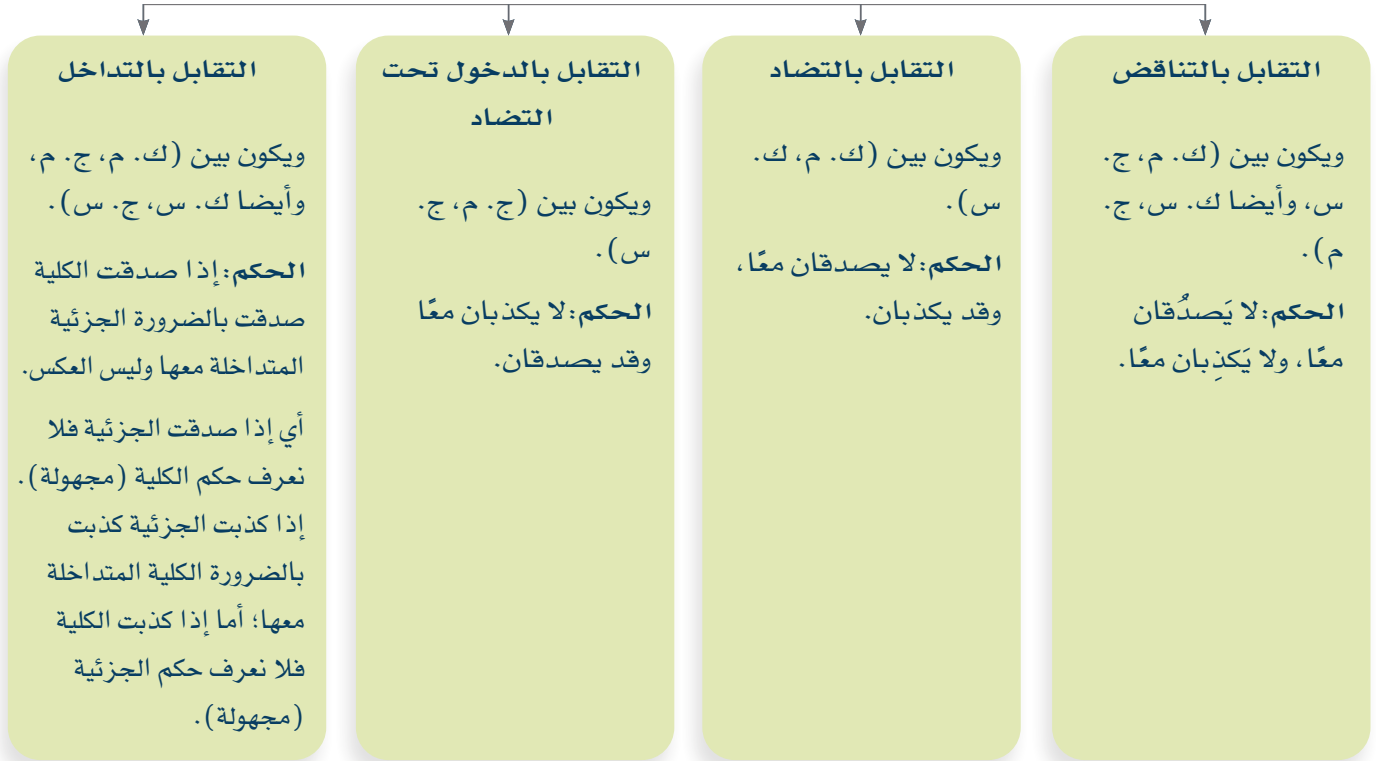 التقابل بالتناقض
ويكون بين (ك. م، ج.
س، وأيضا ك. س، ج.
م).
الحكم: لا يَصدُقان
معًا، ولا يَكذِبان معًا.
التقابل بالتضاد
ويكون بين (ك. م، ك.
س).
الحكم: لا يصدقان معًا،
وقد يكذبان.
التقابل بالدخول تحت
التضاد
ويكون بين (ج. م، ج.
س).
الحكم: لا يكذبان معًا
وقد يصدقان.
التقابل بالتداخل
ويكون بين (ك. م، ج. م،
وأيضا ك. س، ج. س).
الحكم: إذا صدقت الكلية
صدقت بالضرورة الجزئية
المتداخلة معها وليس العكس.
أي إذا صدقت الجزئية فلا
نعرف حكم الكلية (مجهولة).
إذا كذبت الجزئية كذبت
بالضرورة الكلية المتداخلة
معها؛ أما إذا كذبت الكلية
فلا نعرف حكم الجزئية
(مجهولة).